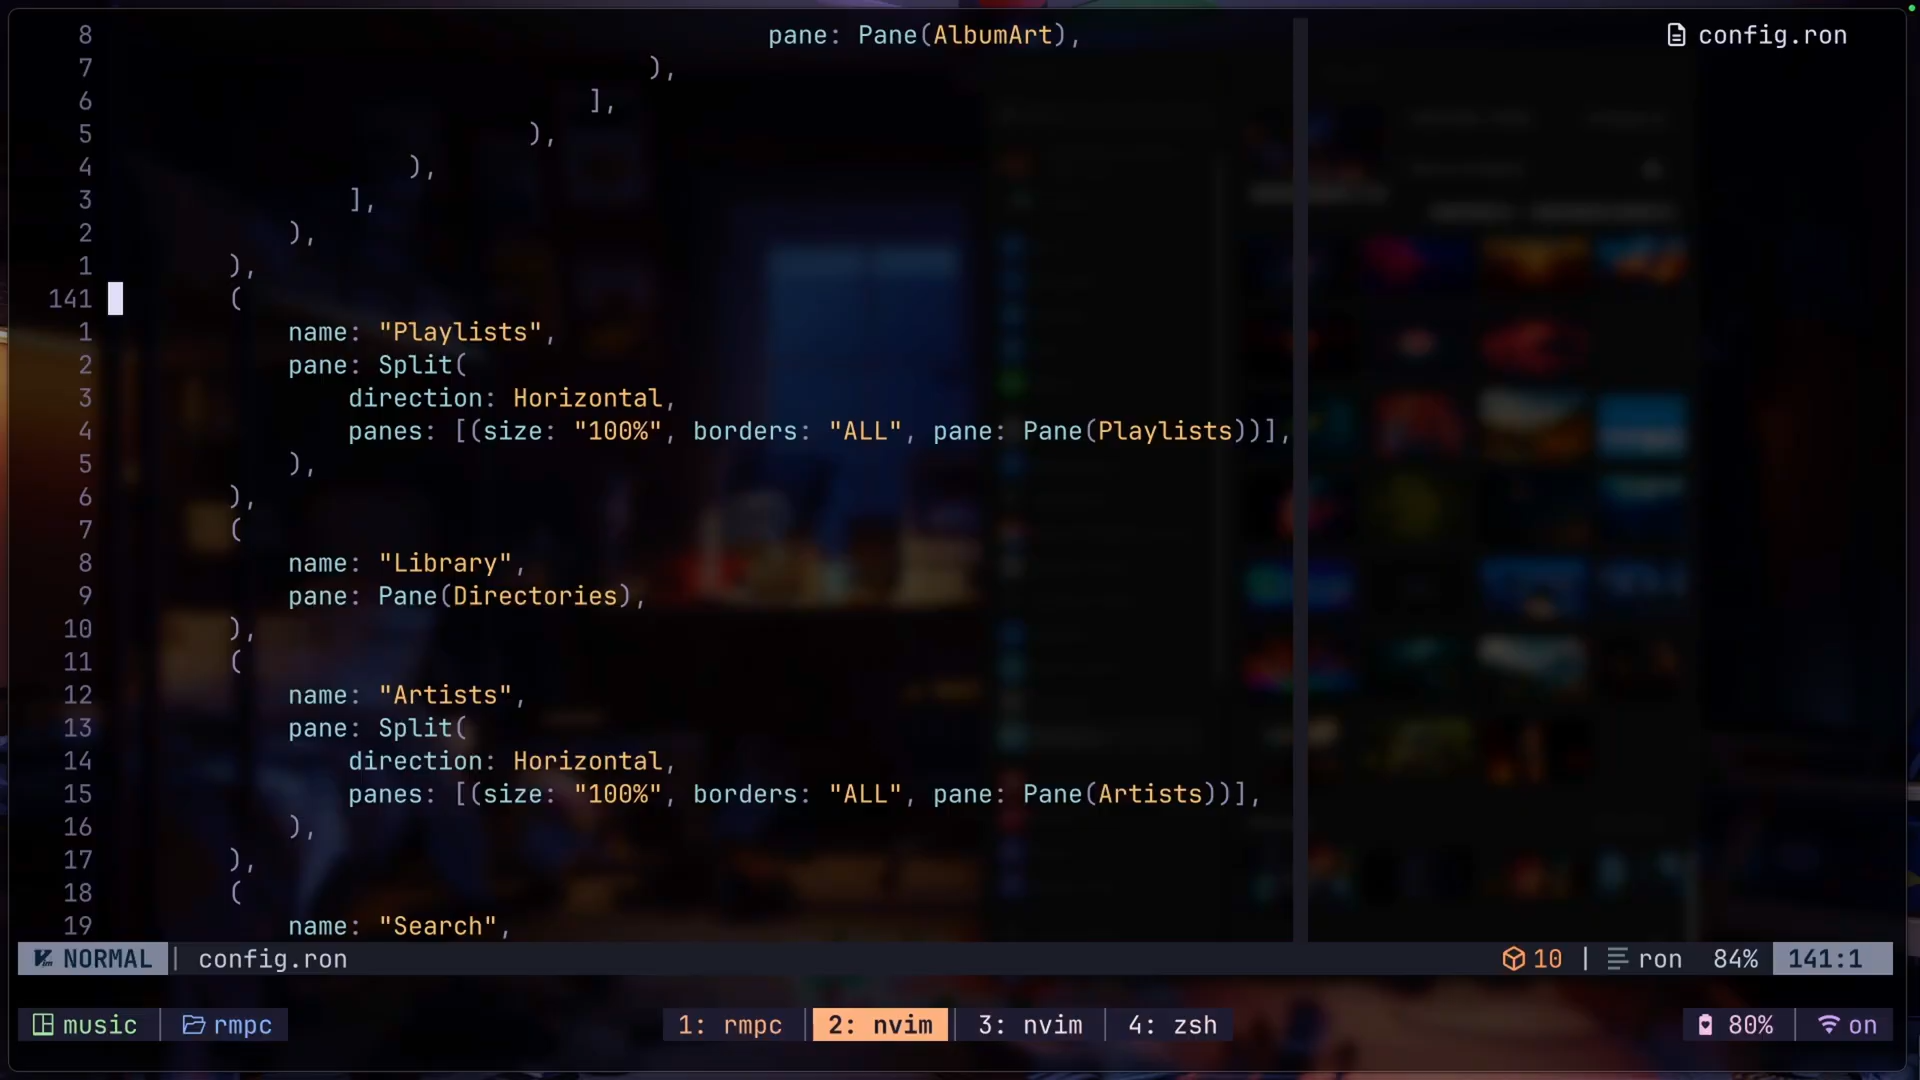 8 pane: Pane(AlbumArt), config.ron
7 ),
6 ],
5 ),
4 ),
3 ],
2 ),
1 ),
141 (
1 name: "Playlists",
2 pane: Split(
3 direction: Horizontal,
4 panes: [(size: "100%", borders: "ALL", pane: Pane(Playlists))],
5 ),
6 ),
7 (
8 name: "Library",
9 pane: Pane(Directories),
10 ),
11 (
12 name: "Artists",
13 pane: Split(
14 direction: Horizontal,
15 panes: [(size: "100%", borders: "ALL", pane: Pane(Artists))],
16 ),
17 ),
18 (
19 name: "Search",
NORMAL | config.ron 10 | ron 84% 141:1
music | rmpc 1: rmpc | 2: nvim | 3: nvim | 4: zsh 80% | on